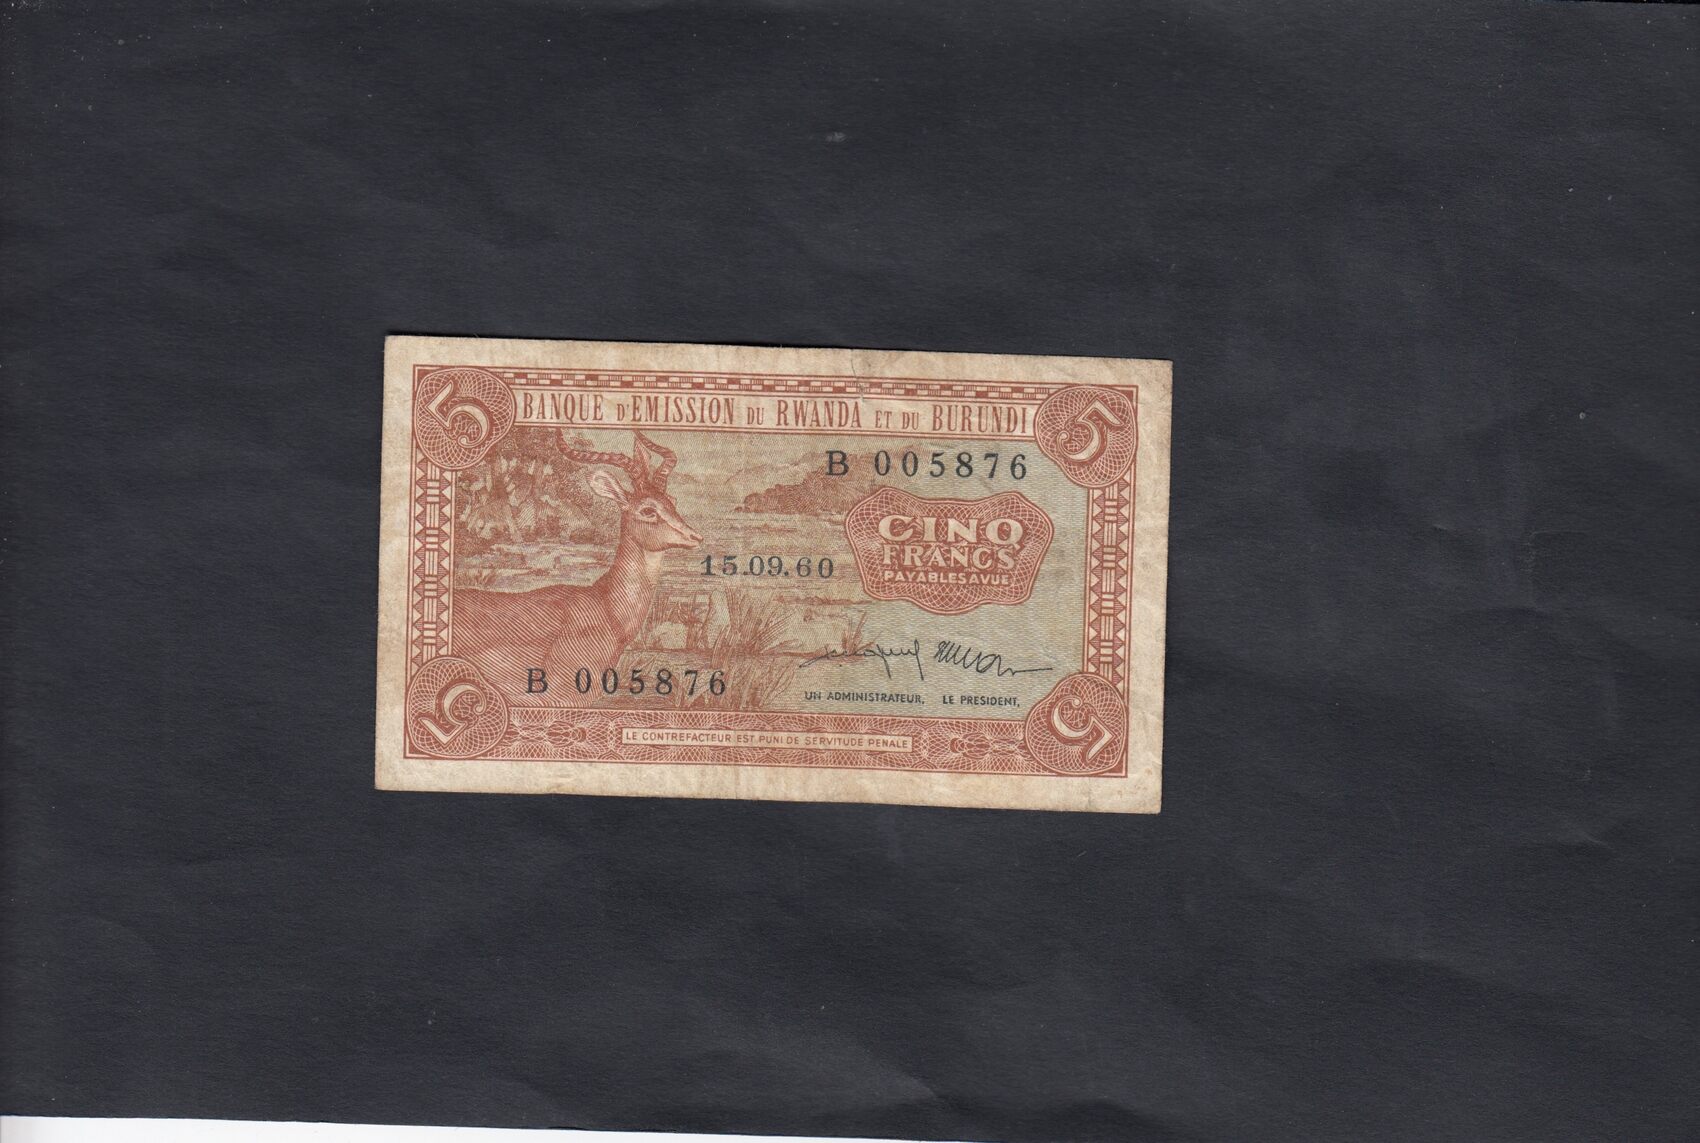 5 5
BANQUE D'EMISSION DU RWANDA ET DU BURUNDI
B 005876
CINQ
FRANCS
PAYABLES A VUE
15.09.60
B 005876
UN ADMINISTRATEUR, LE PRESIDENT,
5 5
LE CONTREFACTEUR EST PUNI DE SERVITUDE PENALE